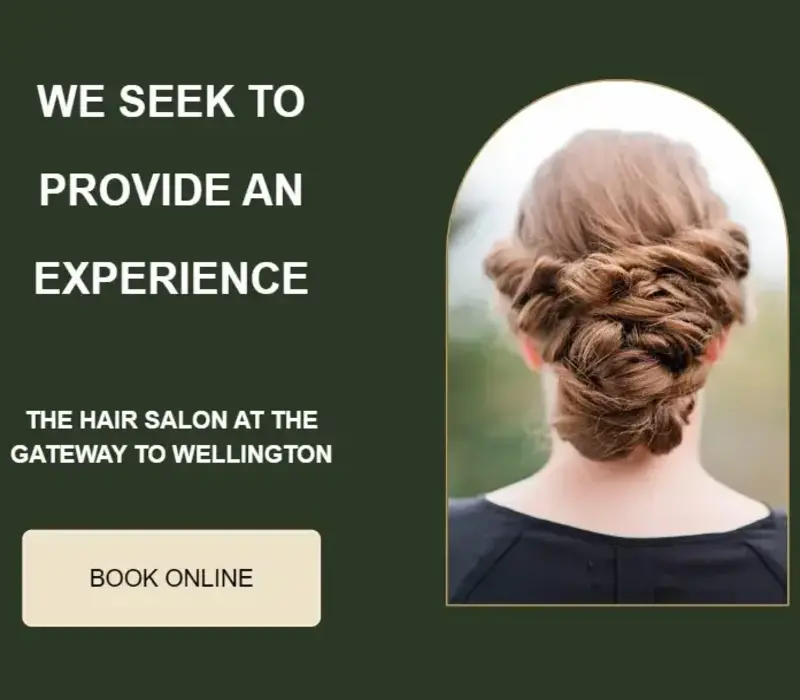 WE SEEK TO
PROVIDE AN
EXPERIENCE
THE HAIR SALON AT THE
GATEWAY TO WELLINGTON
BOOK ONLINE